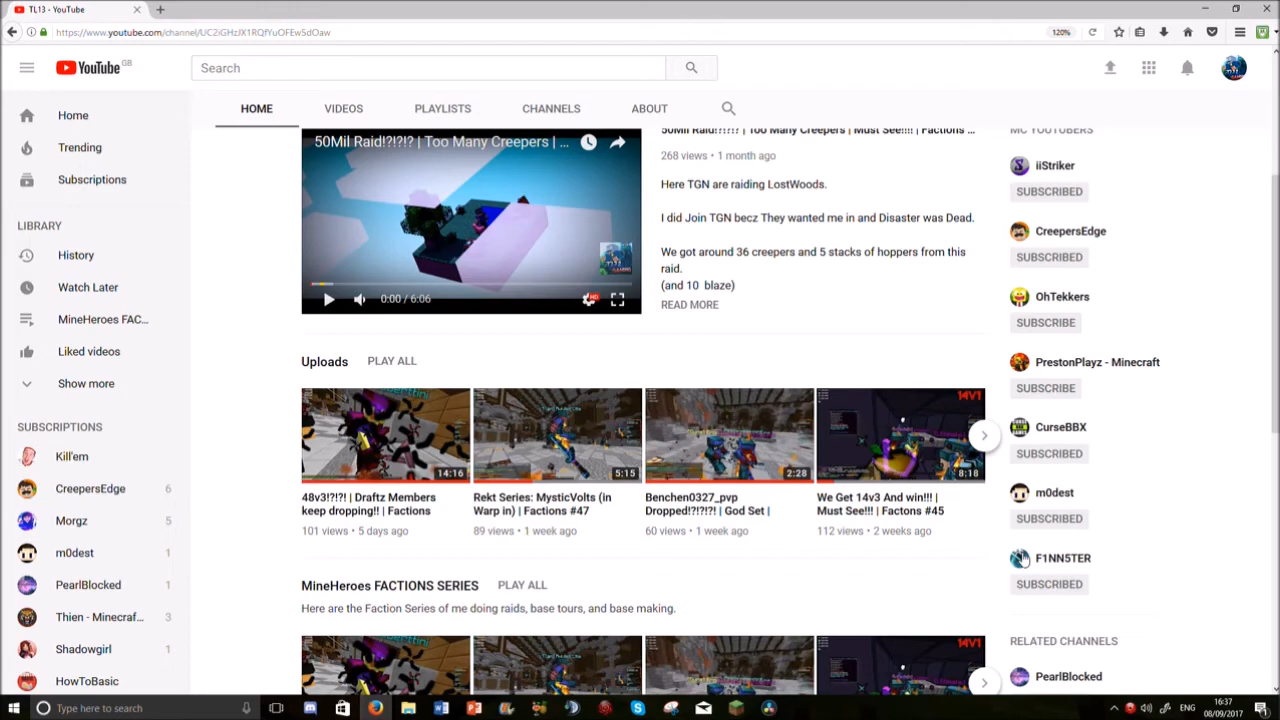 TL13 - YouTube
https://www.youtube.com/channel/UC2iGHzJX1RQfYuOFEw5dOaw
120%
YouTube GB
Search
HOME VIDEOS PLAYLISTS CHANNELS ABOUT
Home
Trending
Subscriptions
LIBRARY
History
Watch Later
MineHeroes FAC...
Liked videos
Show more
SUBSCRIPTIONS
Kill'em
CreepersEdge 6
Morgz 5
m0dest 1
PearlBlocked 1
Thien - Minecraf... 3
Shadowgirl 1
HowToBasic
50Mil Raid!?!?!? | Too Many Creepers | ...
0:00 / 6:06
HD
50Mil Raid!?!?!? | Too Many Creepers | Must See!!!! | Factions ...
268 views • 1 month ago
Here TGN are raiding LostWoods.
I did Join TGN becz They wanted me in and Disaster was Dead.
We got around 36 creepers and 5 stacks of hoppers from this
raid.
(and 10 blaze)
READ MORE
Uploads PLAY ALL
14:16
48v3!?!?! | Draftz Members
keep dropping!! | Factions
101 views • 5 days ago
5:15
Rekt Series: MysticVolts (in
Warp in) | Factions #47
89 views • 1 week ago
2:28
Benchen0327_pvp
Dropped!?!?!?! | God Set |
60 views • 1 week ago
14V1
8:18
We Get 14v3 And win!!! |
Must See!!! | Factons #45
112 views • 2 weeks ago
MineHeroes FACTIONS SERIES PLAY ALL
Here are the Faction Series of me doing raids, base tours, and base making.
14V1
MC YOUTUBERS
iiStriker
SUBSCRIBED
CreepersEdge
SUBSCRIBED
OhTekkers
SUBSCRIBE
PrestonPlayz - Minecraft
SUBSCRIBE
CurseBBX
SUBSCRIBED
m0dest
SUBSCRIBED
F1NN5TER
SUBSCRIBED
RELATED CHANNELS
PearlBlocked
Type here to search
ENG
16:37
08/09/2017